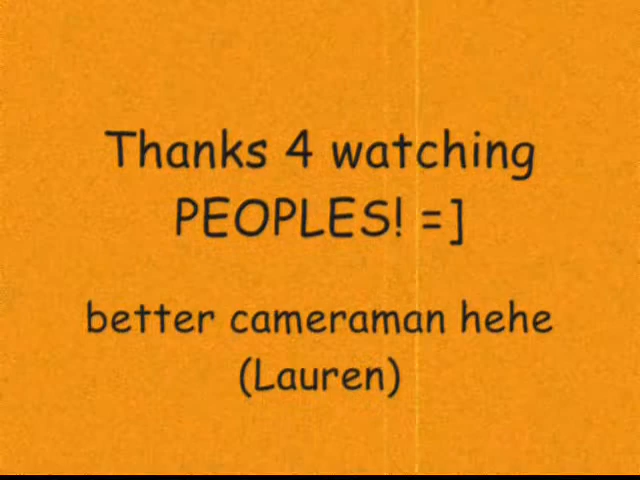 Thanks 4 watching
PEOPLES! =]
better cameraman hehe
(Lauren)